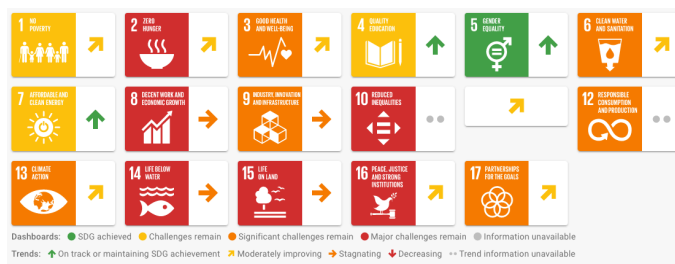 1 NO POVERTY
2 ZERO HUNGER
3 GOOD HEALTH AND WELL-BEING
4 QUALITY EDUCATION
5 GENDER EQUALITY
6 CLEAN WATER AND SANITATION
7 AFFORDABLE AND CLEAN ENERGY
8 DECENT WORK AND ECONOMIC GROWTH
9 INDUSTRY, INNOVATION AND INFRASTRUCTURE
10 REDUCED INEQUALITIES
12 RESPONSIBLE CONSUMPTION AND PRODUCTION
13 CLIMATE ACTION
14 LIFE BELOW WATER
15 LIFE ON LAND
16 PEACE, JUSTICE AND STRONG INSTITUTIONS
17 PARTNERSHIPS FOR THE GOALS
Dashboards: SDG achieved Challenges remain Significant challenges remain Major challenges remain Information unavailable
Trends: On track or maintaining SDG achievement Moderately improving Stagnating Decreasing Trend information unavailable